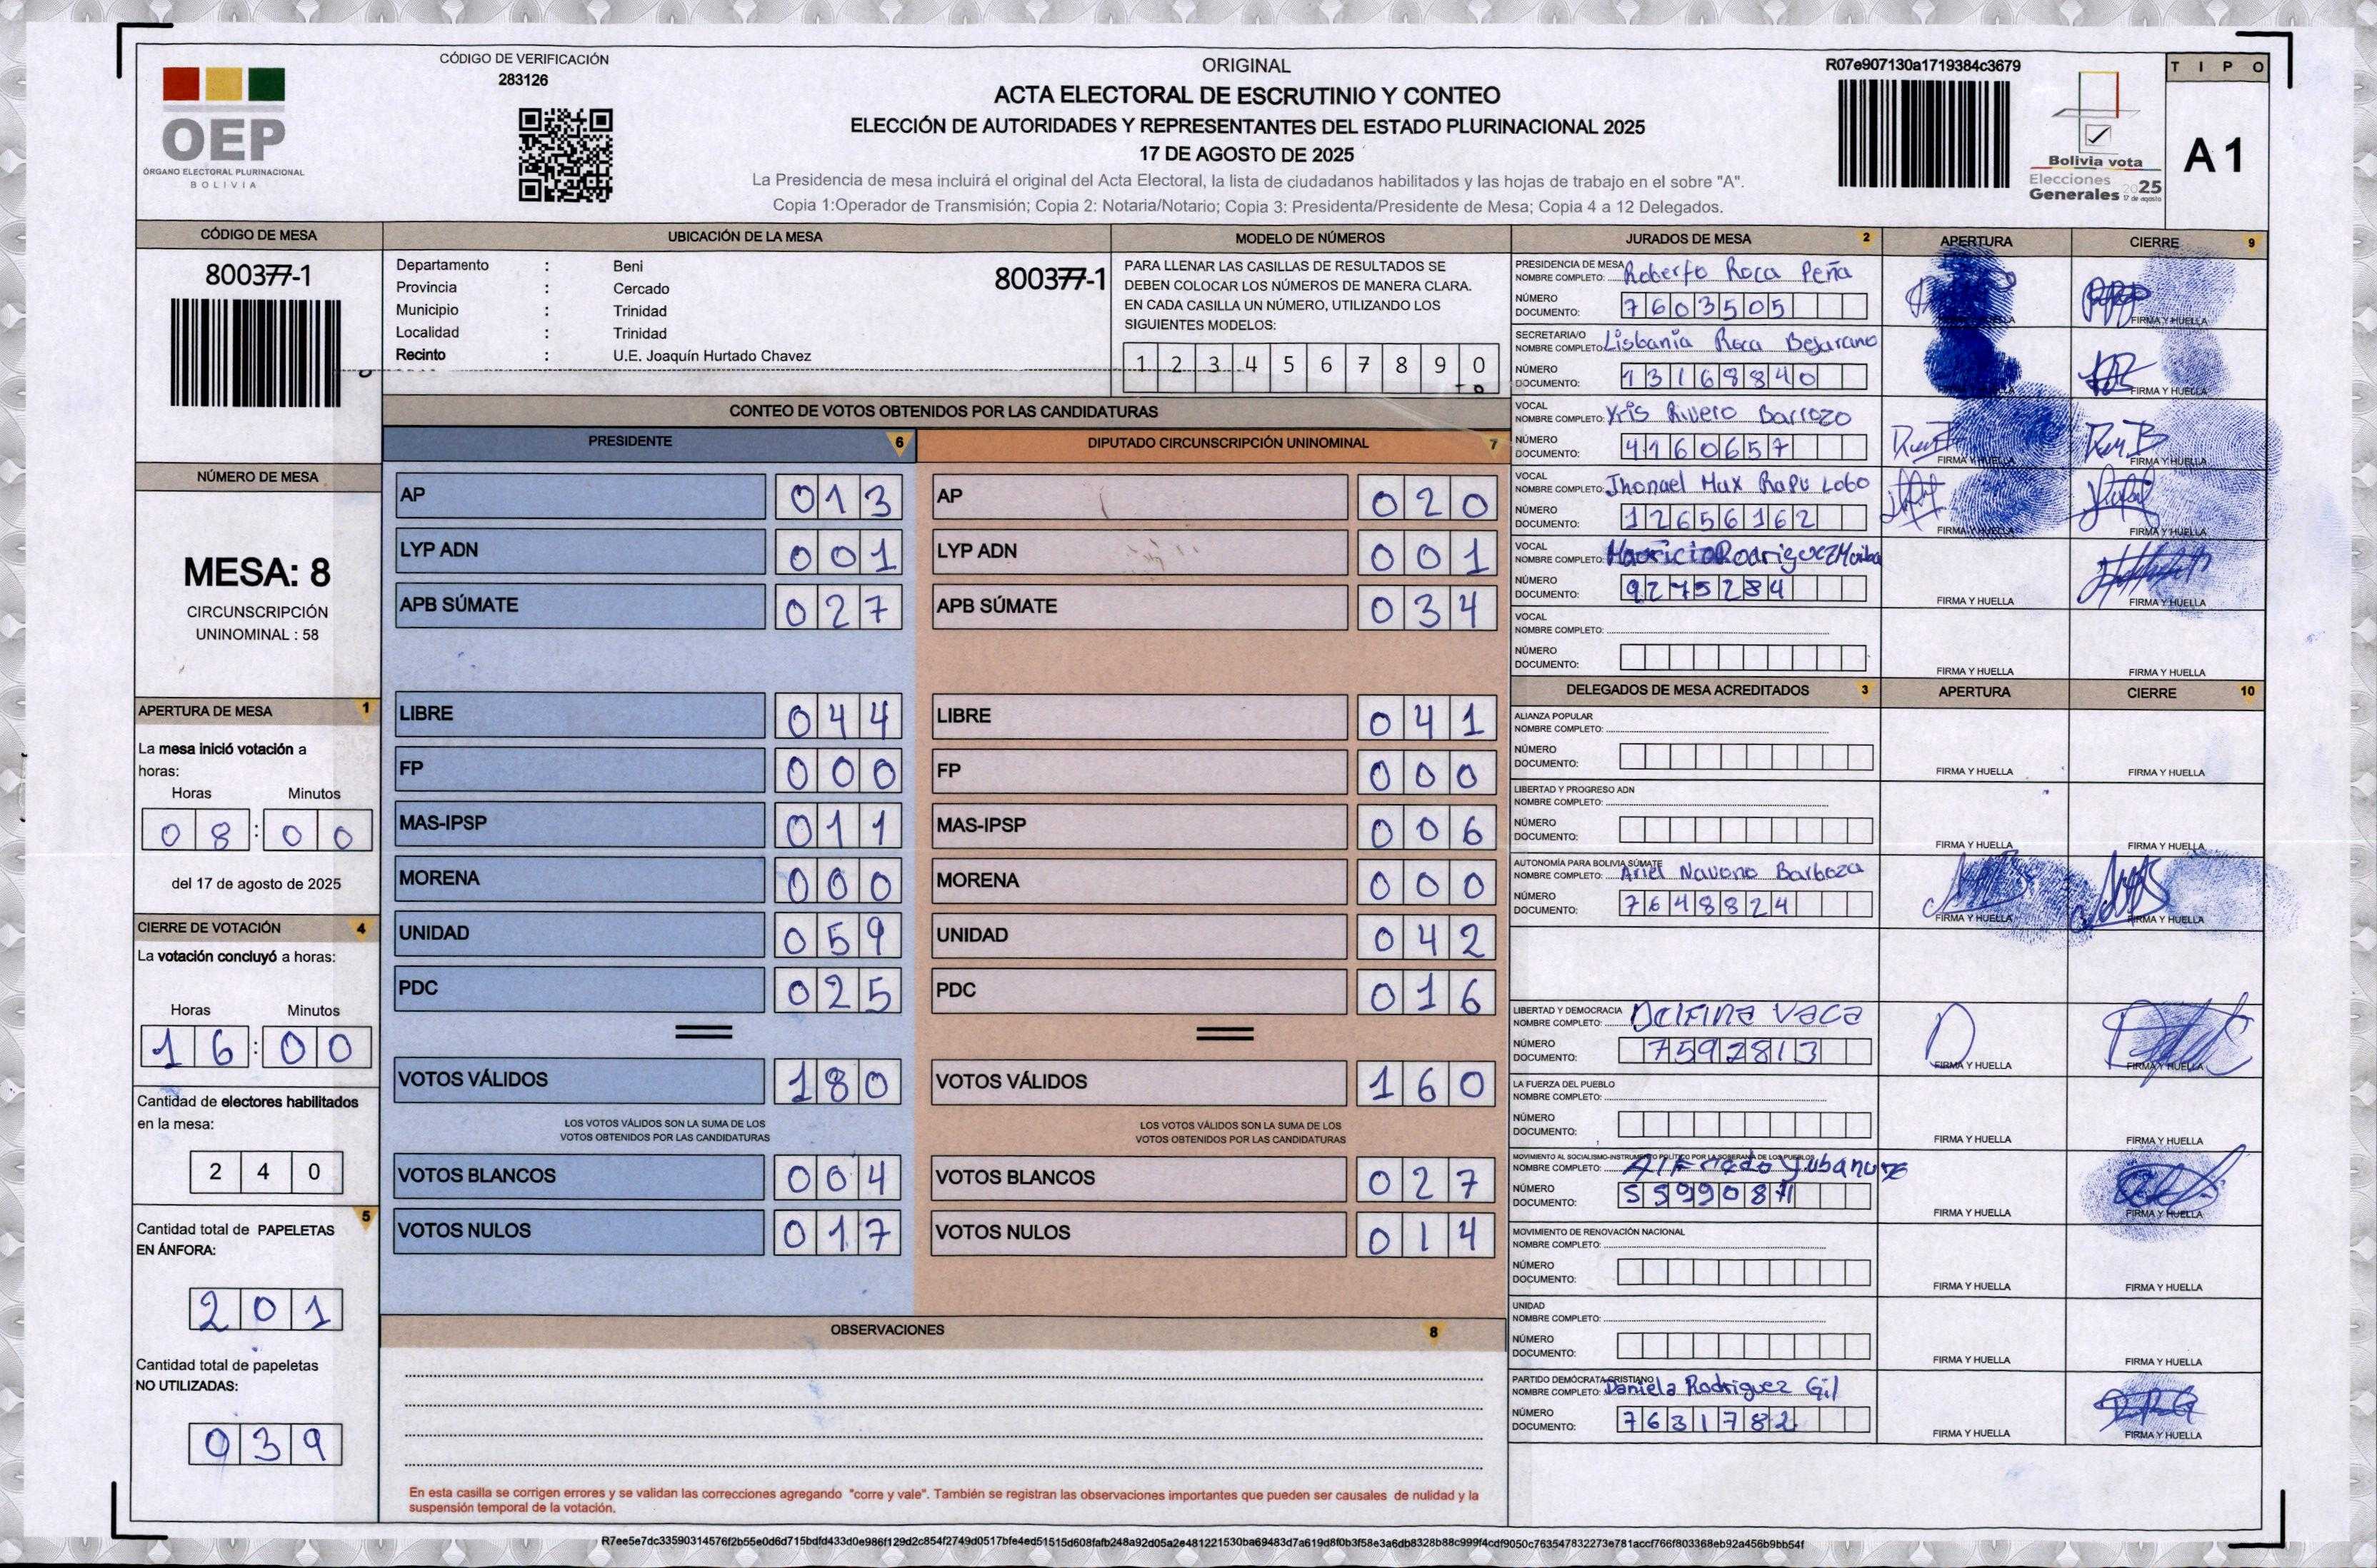 CÓDIGO DE VERIFICACIÓN
283126
OEP
ÓRGANO ELECTORAL PLURINACIONAL
BOLIVIA
ORIGINAL
ACTA ELECTORAL DE ESCRUTINIO Y CONTEO
ELECCIÓN DE AUTORIDADES Y REPRESENTANTES DEL ESTADO PLURINACIONAL 2025
17 DE AGOSTO DE 2025
La Presidencia de mesa incluirá el original del Acta Electoral, la lista de ciudadanos habilitados y las hojas de trabajo en el sobre "A".
Copia 1:Operador de Transmisión; Copia 2: Notaria/Notario; Copia 3: Presidenta/Presidente de Mesa; Copia 4 a 12 Delegados.
R07e907130a1719384c3679
Bolivia vota
Elecciones
Generales 2025
17 de agosto
TIPO
A 1
CÓDIGO DE MESA
800377-1
UBICACIÓN DE LA MESA
Departamento : Beni
Provincia : Cercado
Municipio : Trinidad
Localidad : Trinidad
Recinto : U.E. Joaquín Hurtado Chavez
800377-1
MODELO DE NÚMEROS
PARA LLENAR LAS CASILLAS DE RESULTADOS SE
DEBEN COLOCAR LOS NÚMEROS DE MANERA CLARA.
EN CADA CASILLA UN NÚMERO, UTILIZANDO LOS
SIGUIENTES MODELOS:
1 2 3 4 5 6 7 8 9 0
NÚMERO DE MESA
MESA: 8
CIRCUNSCRIPCIÓN
UNINOMINAL : 58
APERTURA DE MESA 1
La mesa inició votación a
horas:
Horas Minutos
08 : 00
del 17 de agosto de 2025
CIERRE DE VOTACIÓN 4
La votación concluyó a horas:
Horas Minutos
16 : 00
Cantidad de electores habilitados
en la mesa:
240
5
Cantidad total de PAPELETAS
EN ÁNFORA:
201
Cantidad total de papeletas
NO UTILIZADAS:
039
CONTEO DE VOTOS OBTENIDOS POR LAS CANDIDATURAS
PRESIDENTE 6
AP 013
LYP ADN 001
APB SÚMATE 027
LIBRE 044
FP 000
MAS-IPSP 011
MORENA 000
UNIDAD 059
PDC 025
VOTOS VÁLIDOS 180
LOS VOTOS VÁLIDOS SON LA SUMA DE LOS
VOTOS OBTENIDOS POR LAS CANDIDATURAS
VOTOS BLANCOS 004
VOTOS NULOS 017
DIPUTADO CIRCUNSCRIPCIÓN UNINOMINAL 7
AP 020
LYP ADN 001
APB SÚMATE 034
LIBRE 041
FP 000
MAS-IPSP 006
MORENA 000
UNIDAD 042
PDC 016
VOTOS VÁLIDOS 160
LOS VOTOS VÁLIDOS SON LA SUMA DE LOS
VOTOS OBTENIDOS POR LAS CANDIDATURAS
VOTOS BLANCOS 027
VOTOS NULOS 014
OBSERVACIONES 8
En esta casilla se corrigen errores y se validan las correcciones agregando "corre y vale". También se registran las observaciones importantes que pueden ser causales de nulidad y la
suspensión temporal de la votación.
JURADOS DE MESA 2 APERTURA CIERRE 9
PRESIDENCIA DE MESA
NOMBRE COMPLETO: Roberto Roca Peña
NÚMERO
DOCUMENTO: 7603505
FIRMA Y HUELLA FIRMA Y HUELLA
SECRETARIA/O
NOMBRE COMPLETO: Lisbania Roca Bejarano
NÚMERO
DOCUMENTO: 13168840
FIRMA Y HUELLA FIRMA Y HUELLA
VOCAL
NOMBRE COMPLETO: Yris Rivero Barrozo
NÚMERO
DOCUMENTO: 4160657
FIRMA Y HUELLA FIRMA Y HUELLA
VOCAL
NOMBRE COMPLETO: Jhonael Max Rapu Lobo
NÚMERO
DOCUMENTO: 12656162
FIRMA Y HUELLA FIRMA Y HUELLA
VOCAL
NOMBRE COMPLETO: Mauricio Rodriguez
NÚMERO
DOCUMENTO: 9275284
FIRMA Y HUELLA FIRMA Y HUELLA
VOCAL
NOMBRE COMPLETO:
NÚMERO
DOCUMENTO:
FIRMA Y HUELLA FIRMA Y HUELLA
DELEGADOS DE MESA ACREDITADOS 3 APERTURA CIERRE 10
ALIANZA POPULAR
NOMBRE COMPLETO:
NÚMERO
DOCUMENTO:
FIRMA Y HUELLA FIRMA Y HUELLA
LIBERTAD Y PROGRESO ADN
NOMBRE COMPLETO:
NÚMERO
DOCUMENTO:
FIRMA Y HUELLA FIRMA Y HUELLA
AUTONOMÍA PARA BOLIVIA SÚMATE
NOMBRE COMPLETO: Ariel Navono Barboza
NÚMERO
DOCUMENTO: 7648824
FIRMA Y HUELLA FIRMA Y HUELLA
LIBERTAD Y DEMOCRACIA
NOMBRE COMPLETO: Delfina Vaca
NÚMERO
DOCUMENTO: 7592813
FIRMA Y HUELLA FIRMA Y HUELLA
LA FUERZA DEL PUEBLO
NOMBRE COMPLETO:
NÚMERO
DOCUMENTO:
FIRMA Y HUELLA FIRMA Y HUELLA
MOVIMIENTO AL SOCIALISMO-INSTRUMENTO POLÍTICO POR LA SOBERANÍA DE LOS PUEBLOS
NOMBRE COMPLETO:
NÚMERO
DOCUMENTO:
FIRMA Y HUELLA FIRMA Y HUELLA
MOVIMIENTO DE RENOVACIÓN NACIONAL
NOMBRE COMPLETO:
NÚMERO
DOCUMENTO:
FIRMA Y HUELLA FIRMA Y HUELLA
UNIDAD
NOMBRE COMPLETO:
NÚMERO
DOCUMENTO:
FIRMA Y HUELLA FIRMA Y HUELLA
PARTIDO DEMÓCRATA CRISTIANO
NOMBRE COMPLETO: Daniela Rodriguez Gil
NÚMERO
DOCUMENTO: 7631782
FIRMA Y HUELLA FIRMA Y HUELLA